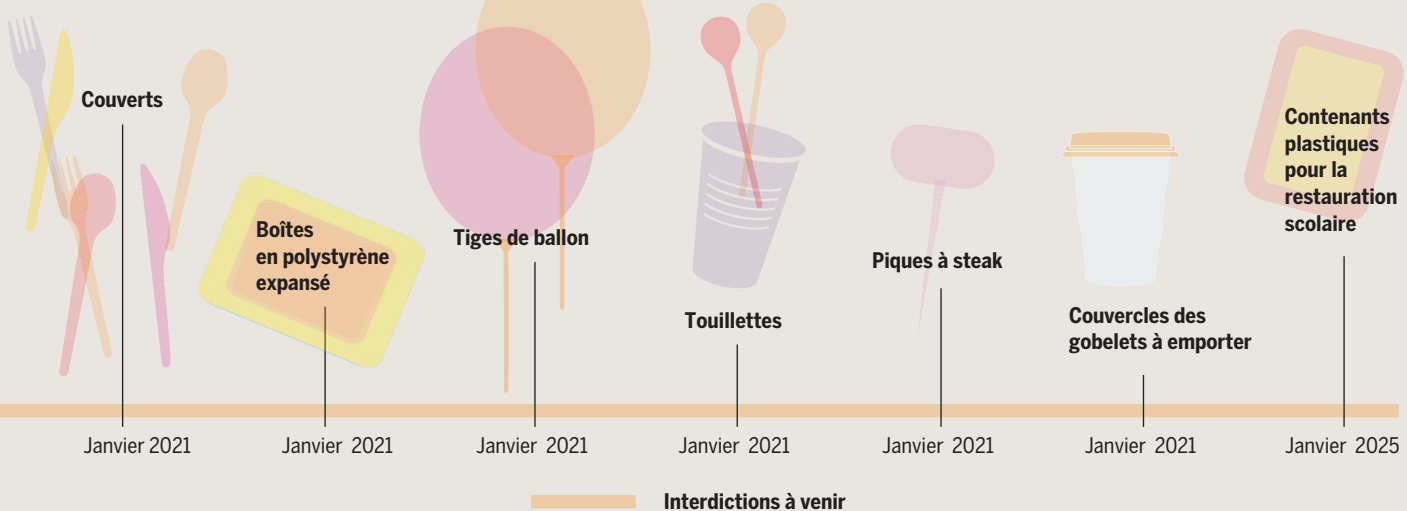 Couverts
Boîtes
en polystyrène
expansé
Tiges de ballon
Touillettes
Piques à steak
Couvercles des
gobelets à emporter
Contenants
plastiques
pour la
restauration
scolaire
Janvier 2021
Janvier 2021
Janvier 2021
Janvier 2021
Janvier 2021
Janvier 2021
Janvier 2025
Interdictions à venir